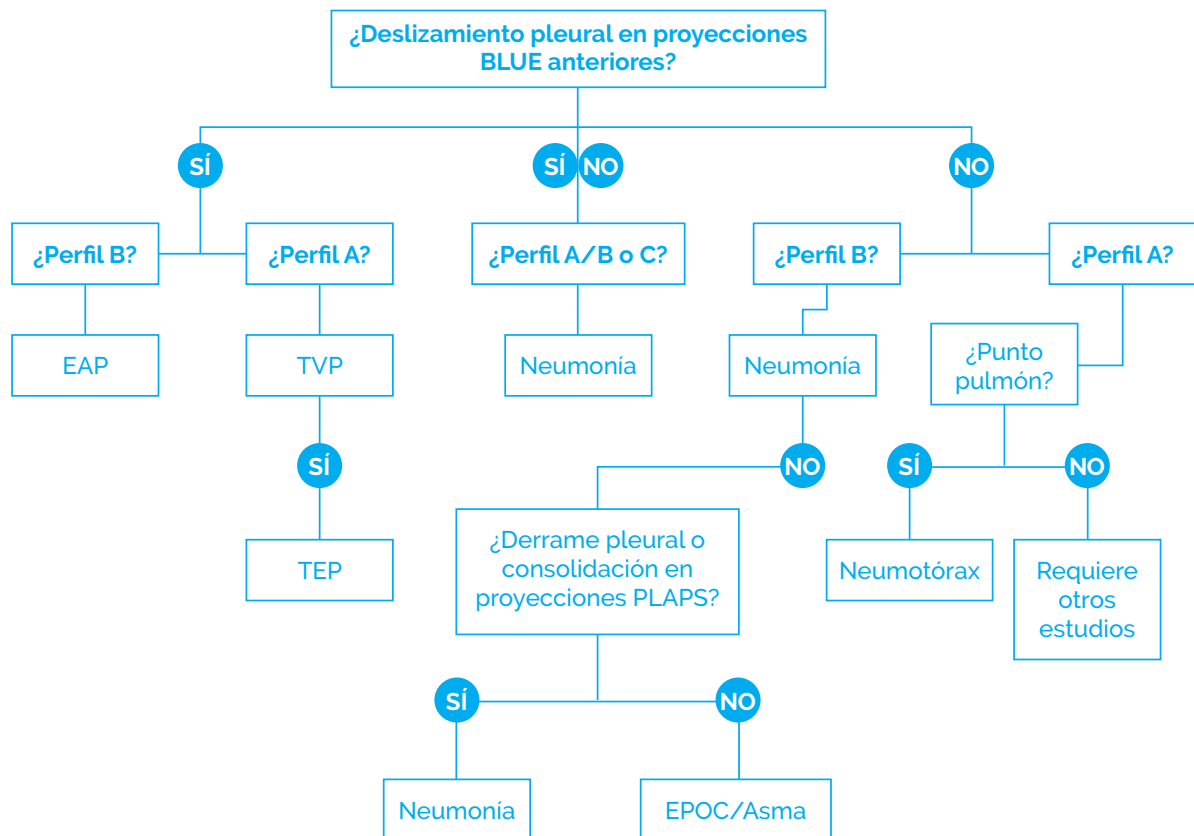 ¿Deslizamiento pleural en proyecciones
BLUE anteriores?
SÍ
SÍ
NO
NO
¿Perfil B?
¿Perfil A?
¿Perfil A/B o C?
¿Perfil B?
¿Perfil A?
EAP
TVP
Neumonía
Neumonía
¿Punto
pulmón?
SÍ
NO
SÍ
NO
TEP
¿Derrame pleural o
consolidación en
proyecciones PLAPS?
Neumotórax
Requiere
otros
estudios
SÍ
NO
Neumonía
EPOC/Asma